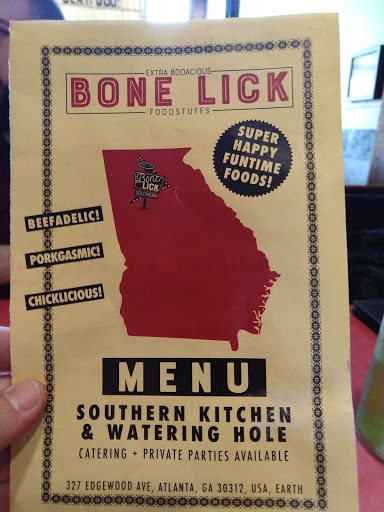 EXTRA BODACIOUS
BONE LICK
FOODSTUFFS
SUPER
HAPPY
FUNTIME
FOODS!
Bone
LICK
SOUTHERN
BEEFADELIC!
PORKGASMIC!
CHICKLICIOUS!
MENU
SOUTHERN KITCHEN
& WATERING HOLE
CATERING + PRIVATE PARTIES AVAILABLE
327 EDGEWOOD AVE, ATLANTA, GA 30312, USA, EARTH